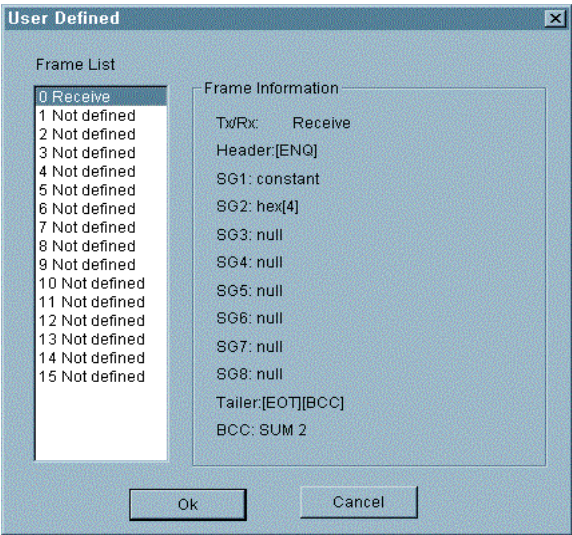 User Defined
Frame List
0 Receive
1 Not defined
2 Not defined
3 Not defined
4 Not defined
5 Not defined
6 Not defined
7 Not defined
8 Not defined
9 Not defined
10 Not defined
11 Not defined
12 Not defined
13 Not defined
14 Not defined
15 Not defined
Frame Information
Tx/Rx: Receive
Header:[ENQ]
SG1: constant
SG2: hex[4]
SG3: null
SG4: null
SG5: null
SG6: null
SG7: null
SG8: null
Tailer:[EOT][BCC]
BCC: SUM 2
Ok
Cancel